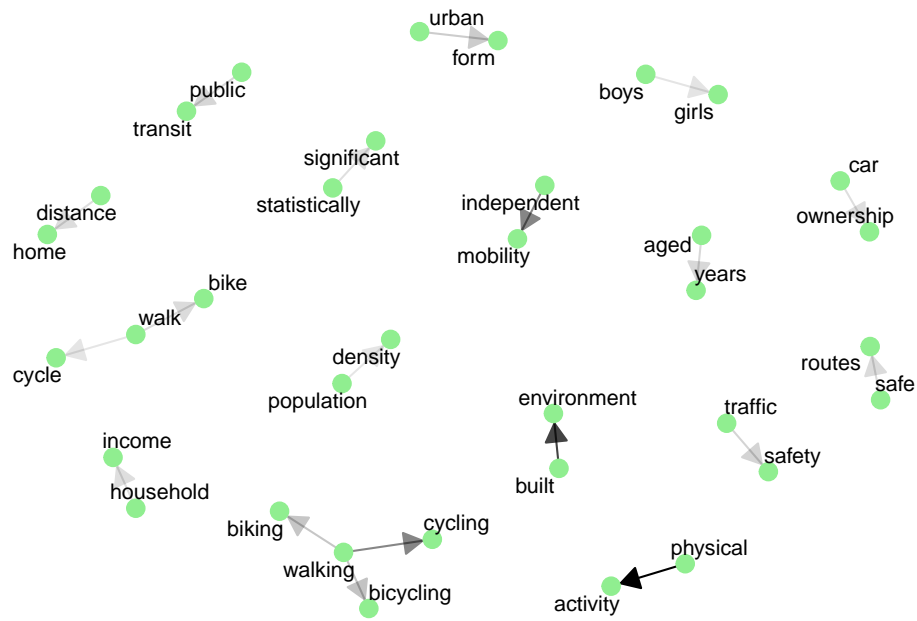 urban
form
public
transit
boys
girls
significant
statistically
car
ownership
distance
home
independent
mobility
aged
years
bike
walk
cycle
density
population
routes
safe
environment
built
traffic
safety
income
household
biking
walking
cycling
bicycling
physical
activity